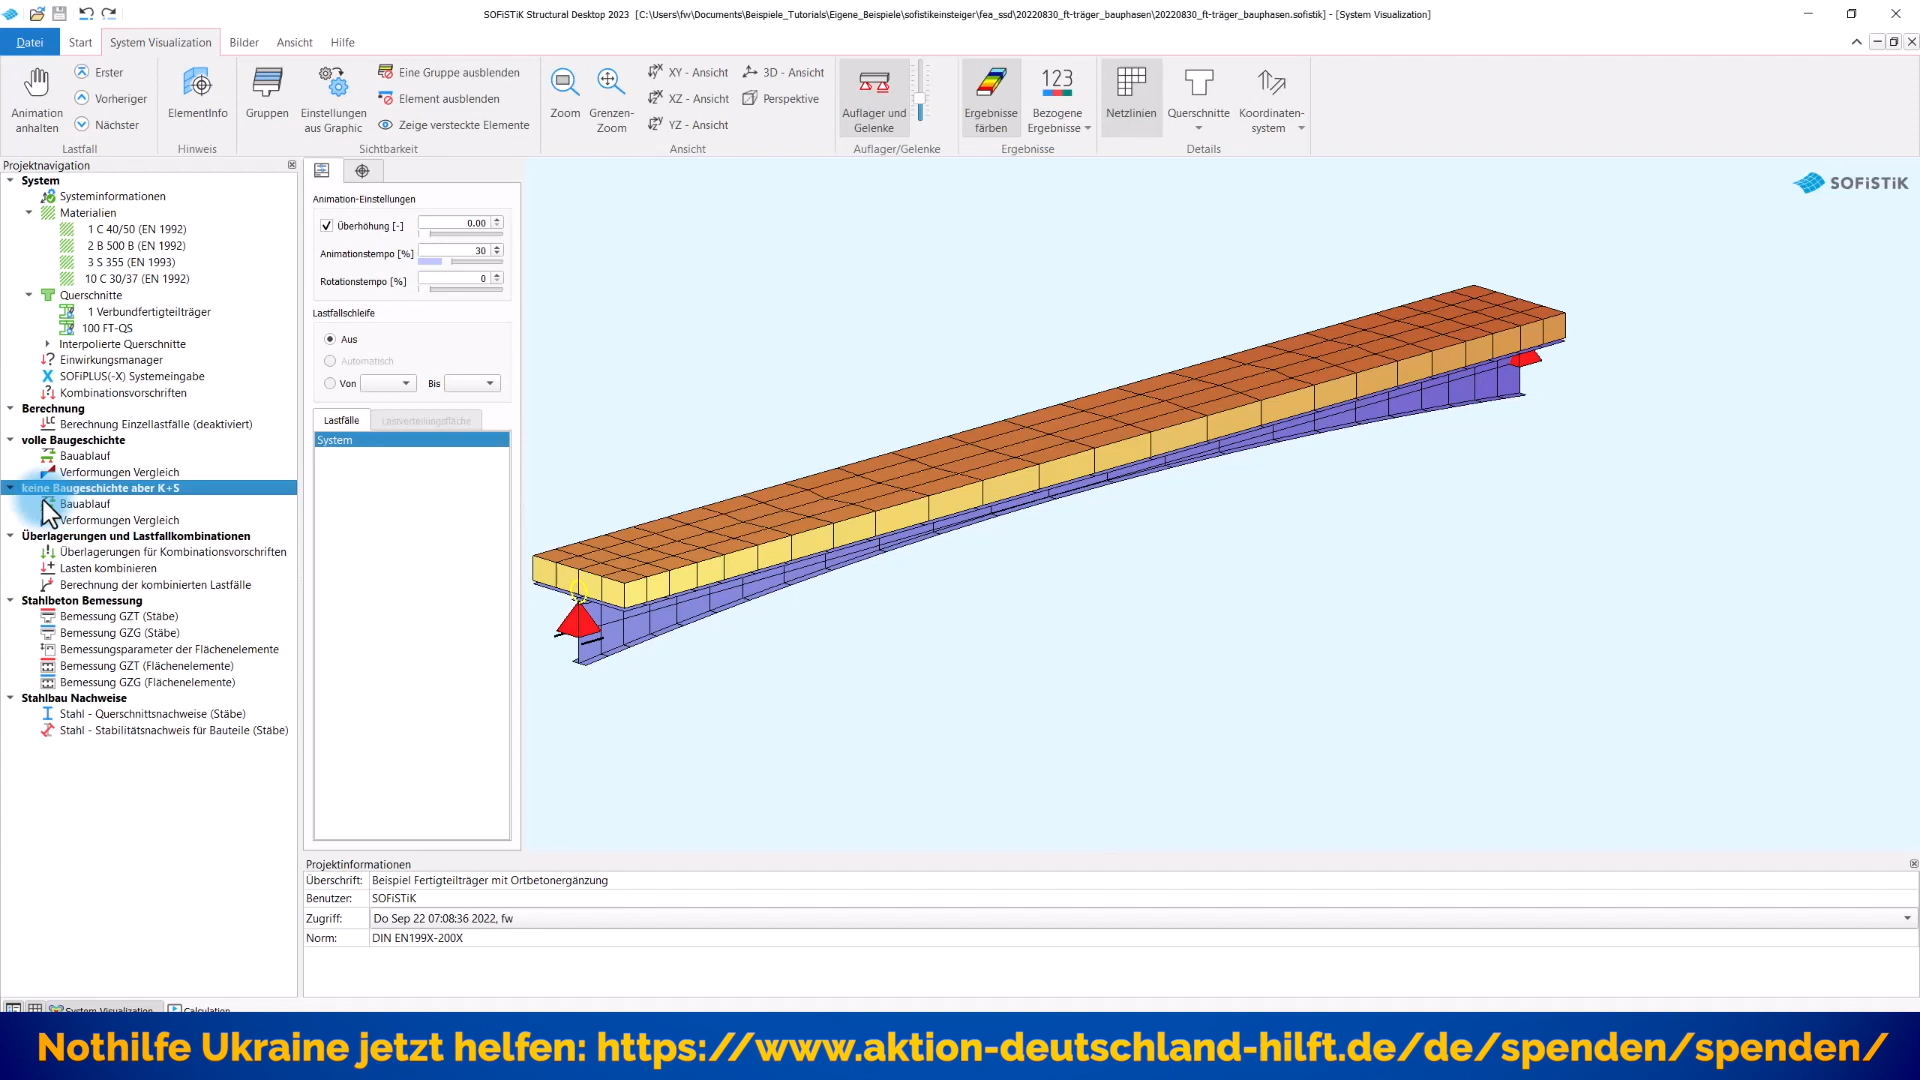 SOFiSTiK Structural Desktop 2023 [C:\Users\fw\Documents\Beispiele_Tutorials\Eigene_Beispiele\sofistikeinsteiger\fea_ssd\20220830_ft-träger_bauphasen\20220830_ft-träger_bauphasen.sofistik] - [System Visualization]
Datei Start System Visualization Bilder Ansicht Hilfe
Animation anhalten
Erster
Vorheriger
Nächster
Lastfall
ElementInfo
Hinweis
Gruppen
Einstellungen aus Graphic
Eine Gruppe ausblenden
Element ausblenden
Zeige versteckte Elemente
Sichtbarkeit
Zoom
Grenzen-
Zoom
XY - Ansicht
XZ - Ansicht
YZ - Ansicht
3D - Ansicht
Perspektive
Ansicht
Auflager und
Gelenke
Auflager/Gelenke
Ergebnisse
färben
123
Bezogene
Ergebnisse
Ergebnisse
Netzlinien
Querschnitte
Koordinaten-
system
Details
Projektnavigation
System
Systeminformationen
Materialien
1 C 40/50 (EN 1992)
2 B 500 B (EN 1992)
3 S 355 (EN 1993)
10 C 30/37 (EN 1992)
Querschnitte
1 Verbundfertigteilträger
100 FT-QS
Interpolierte Querschnitte
Einwirkungsmanager
SOFiPLUS(-X) Systemeingabe
Kombinationsvorschriften
Berechnung
Berechnung Einzellastfälle (deaktiviert)
volle Baugeschichte
Bauablauf
Verformungen Vergleich
keine Baugeschichte aber K+S
Bauablauf
Verformungen Vergleich
Überlagerungen und Lastfallkombinationen
Überlagerungen für Kombinationsvorschriften
Lasten kombinieren
Berechnung der kombinierten Lastfälle
Stahlbeton Bemessung
Bemessung GZT (Stäbe)
Bemessung GZG (Stäbe)
Bemessungsparameter der Flächenelemente
Bemessung GZT (Flächenelemente)
Bemessung GZG (Flächenelemente)
Stahlbau Nachweise
Stahl - Querschnittsnachweise (Stäbe)
Stahl - Stabilitätsnachweis für Bauteile (Stäbe)
Animation-Einstellungen
Überhöhung [-] 0.00
Animationstempo [%] 30
Rotationstempo [%] 0
Lastfallschleife
Aus
Automatisch
Von Bis
Lastfälle Lastverteilungsfläche
System
SOFiSTiK
Projektinformationen
Überschrift: Beispiel Fertigteilträger mit Ortbetonergänzung
Benutzer: SOFiSTiK
Zugriff: Do Sep 22 07:08:36 2022, fw
Norm: DIN EN199X-200X
System Visualization Calculation
Nothilfe Ukraine jetzt helfen: https://www.aktion-deutschland-hilft.de/de/spenden/spenden/